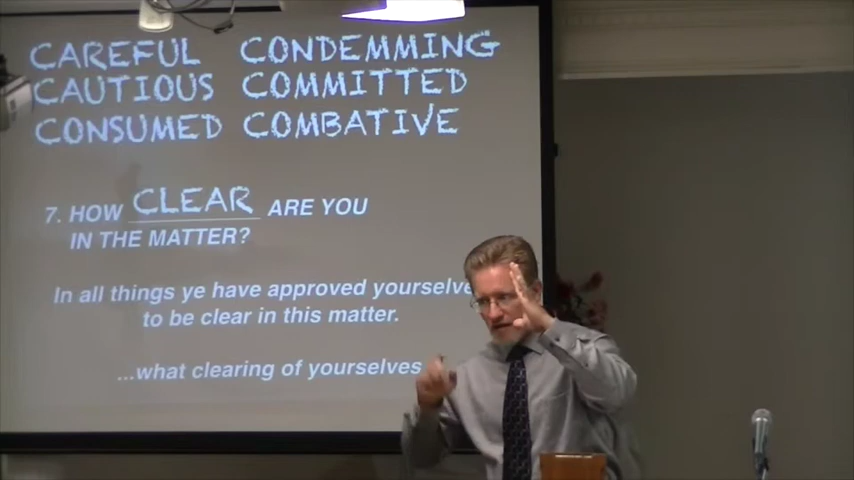 CAREFUL CONDEMMING
CAUTIOUS COMMITTED
CONSUMED COMBATIVE
7. HOW CLEAR ARE YOU
IN THE MATTER?
In all things ye have approved yourselve
to be clear in this matter.
...what clearing of yourselves